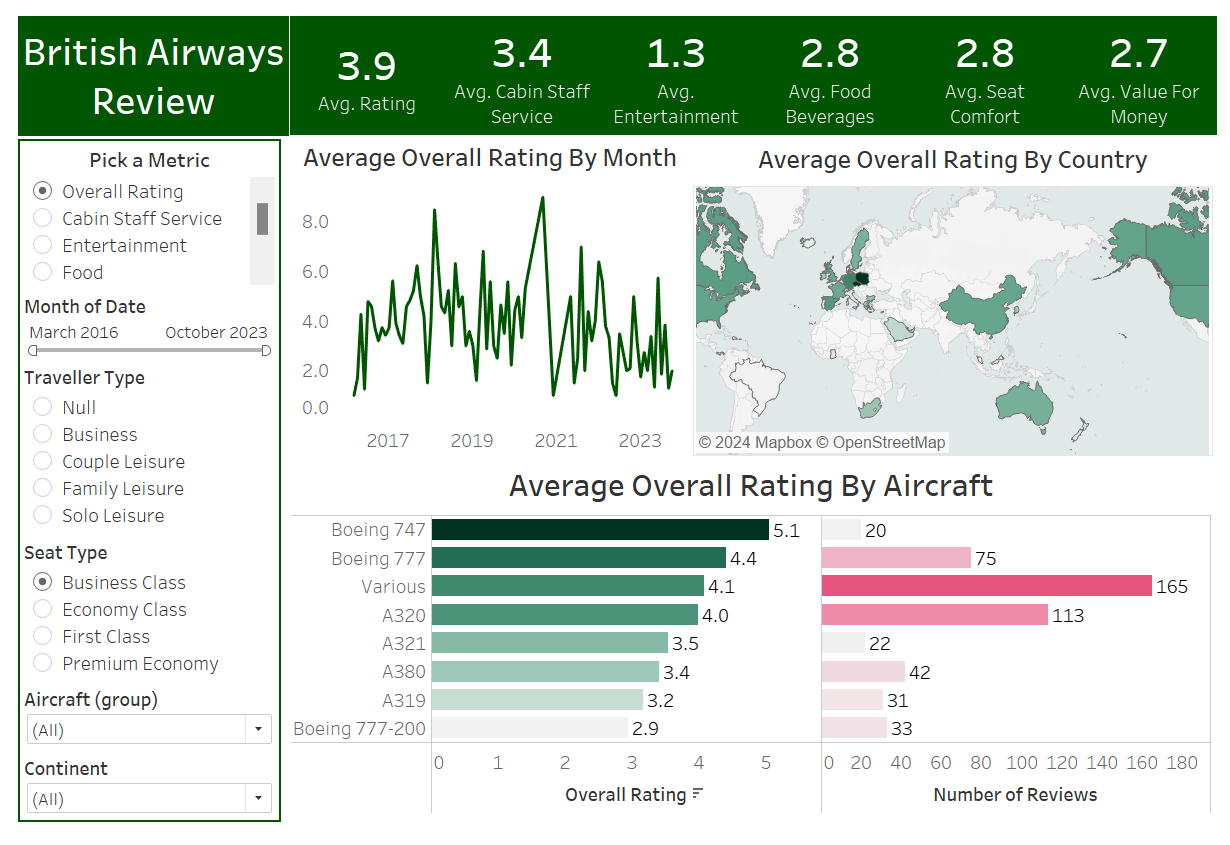 British Airways
Review
3.9
Avg. Rating
3.4
Avg. Cabin Staff
Service
1.3
Avg.
Entertainment
2.8
Avg. Food
Beverages
2.8
Avg. Seat
Comfort
2.7
Avg. Value For
Money
Pick a Metric
Overall Rating
Cabin Staff Service
Entertainment
Food
Month of Date
March 2016 October 2023
Traveller Type
Null
Business
Couple Leisure
Family Leisure
Solo Leisure
Seat Type
Business Class
Economy Class
First Class
Premium Economy
Aircraft (group)
(All)
Continent
(All)
Average Overall Rating By Month
8.0
6.0
4.0
2.0
0.0
2017 2019 2021 2023
Average Overall Rating By Country
© 2024 Mapbox © OpenStreetMap
Average Overall Rating By Aircraft
Boeing 747 5.1 20
Boeing 777 4.4 75
Various 4.1 165
A320 4.0 113
A321 3.5 22
A380 3.4 42
A319 3.2 31
Boeing 777-200 2.9 33
0 1 2 3 4 5 0 20 40 60 80 100 120 140 160 180
Overall Rating Number of Reviews